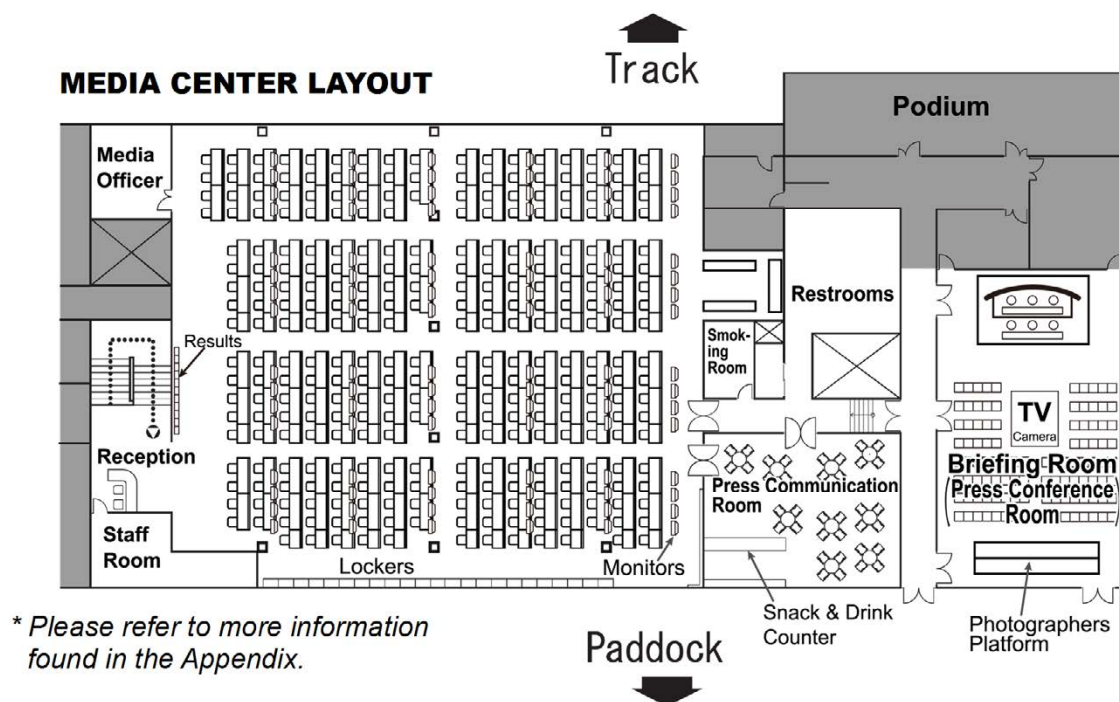 Track
MEDIA CENTER LAYOUT
Podium
Media
Officer
Restrooms
Smok-
ing
Room
Results
TV
Camera
Reception
Press Communication
Room
Briefing Room
(Press Conference
Room)
Staff
Room
Lockers
Monitors
Snack & Drink
Counter
Photographers
Platform
* Please refer to more information
found in the Appendix.
Paddock